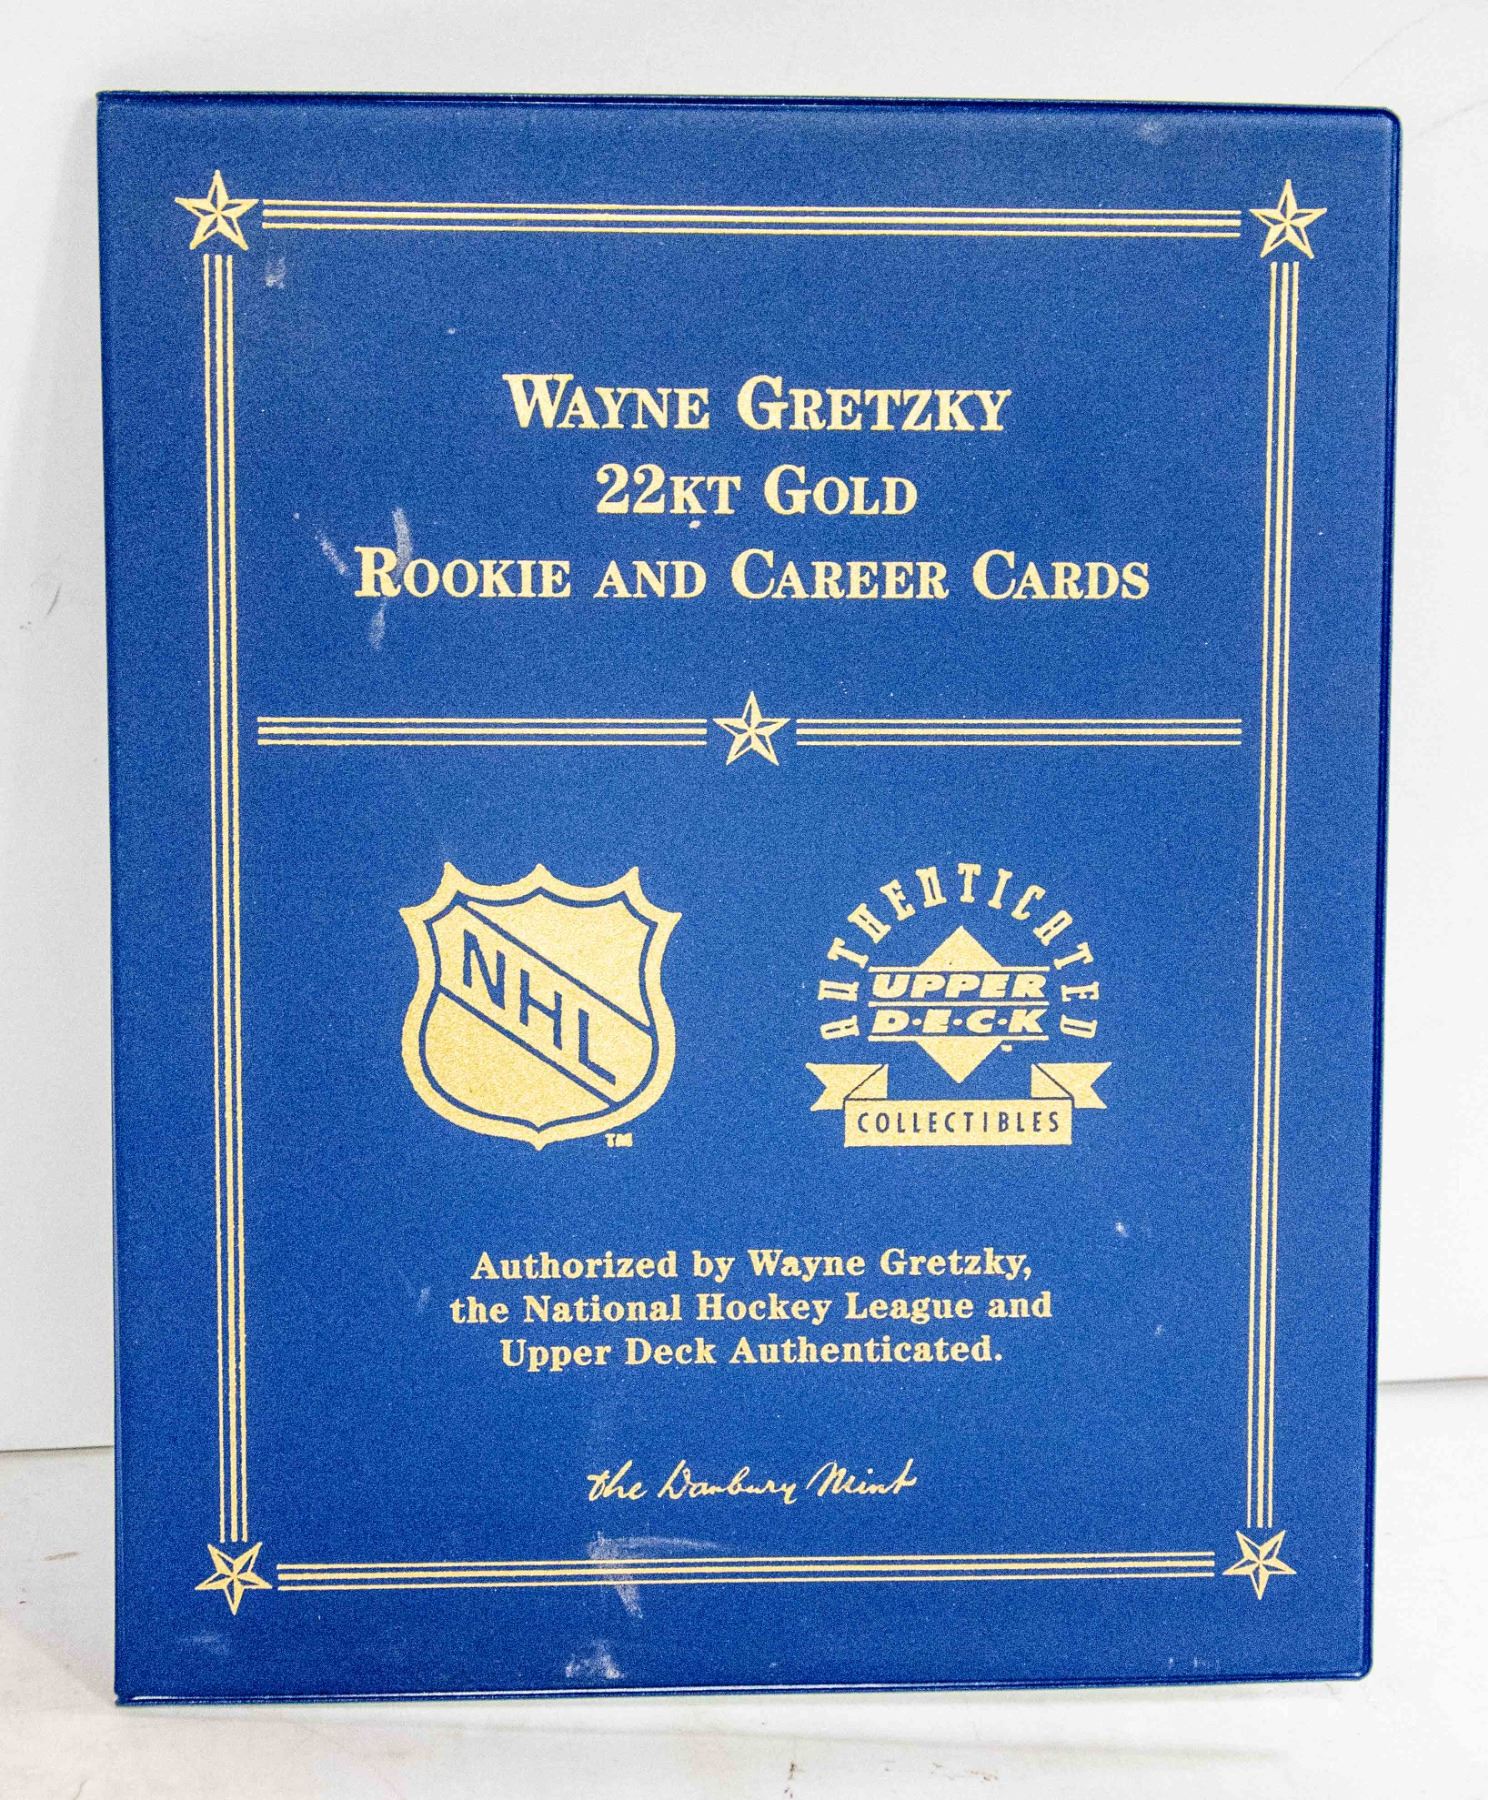 WAYNE GRETZKY
22KT GOLD
ROOKIE AND CAREER CARDS
NHL
TM
AUTHENTICATED
UPPER
D·E·C·K
TM
COLLECTIBLES
Authorized by Wayne Gretzky,
the National Hockey League and
Upper Deck Authenticated.
the Danbury Mint